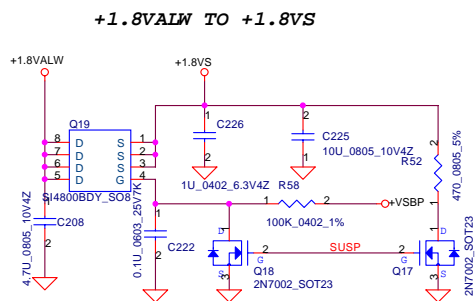 +1.8VALW TO +1.8VS
+1.8VALW
+1.8VS
Q19
8 D S 1
7 D S 2
6 D S 3
5 D G 4
SI4800BDY_SO8
1
C208
2
4.7U_0805_10V4Z
1
C222
2
0.1U_0603_25V7K
1
C226
2
1U_0402_6.3V4Z
2
C225
1
10U_0805_10V4Z
R52
1
2
470_0805_5%
R58
1 2
100K_0402_1%
+VSBP
SUSP
1
D
2
G
S
3
Q18
2N7002_SOT23
1
D
2
G
S
3
Q17
2N7002_SOT23